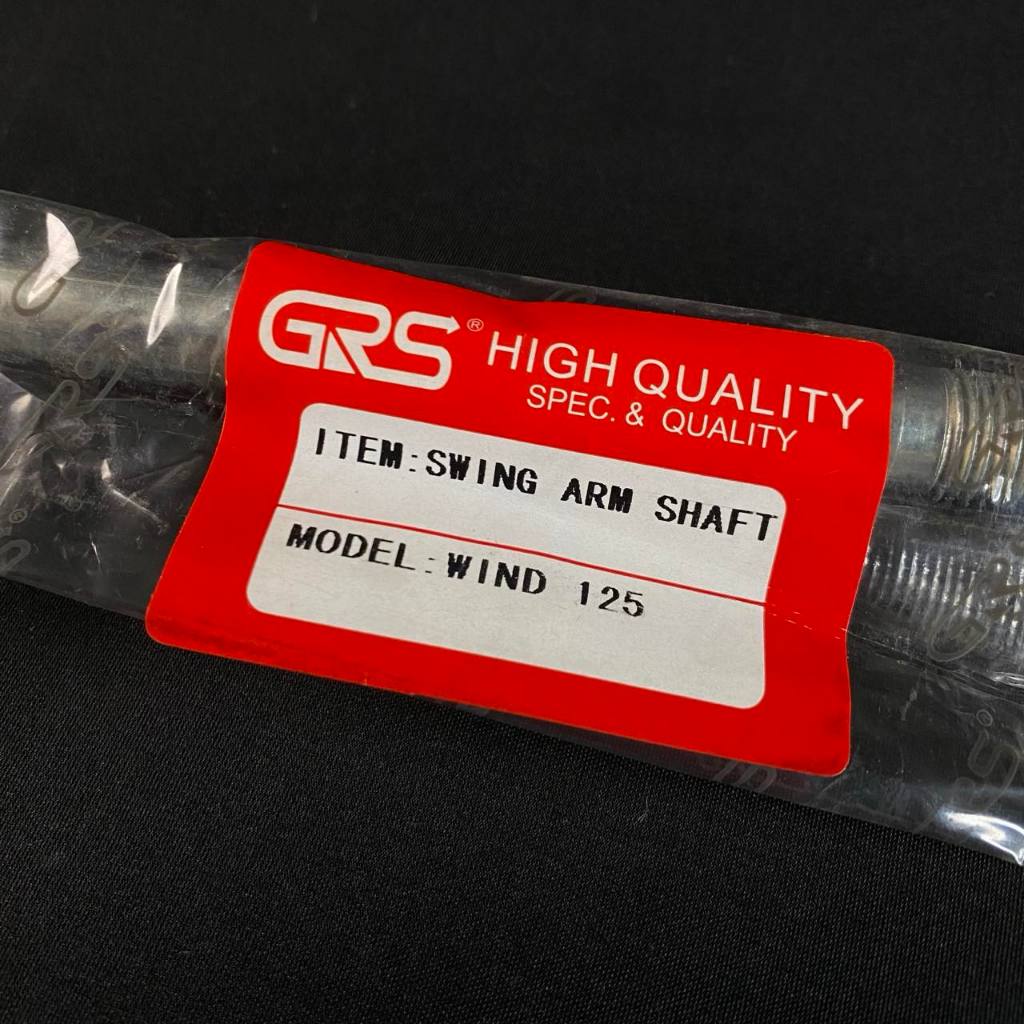 GRS® HIGH QUALITY
SPEC. & QUALITY
ITEM:SWING ARM SHAFT
MODEL:WIND 125